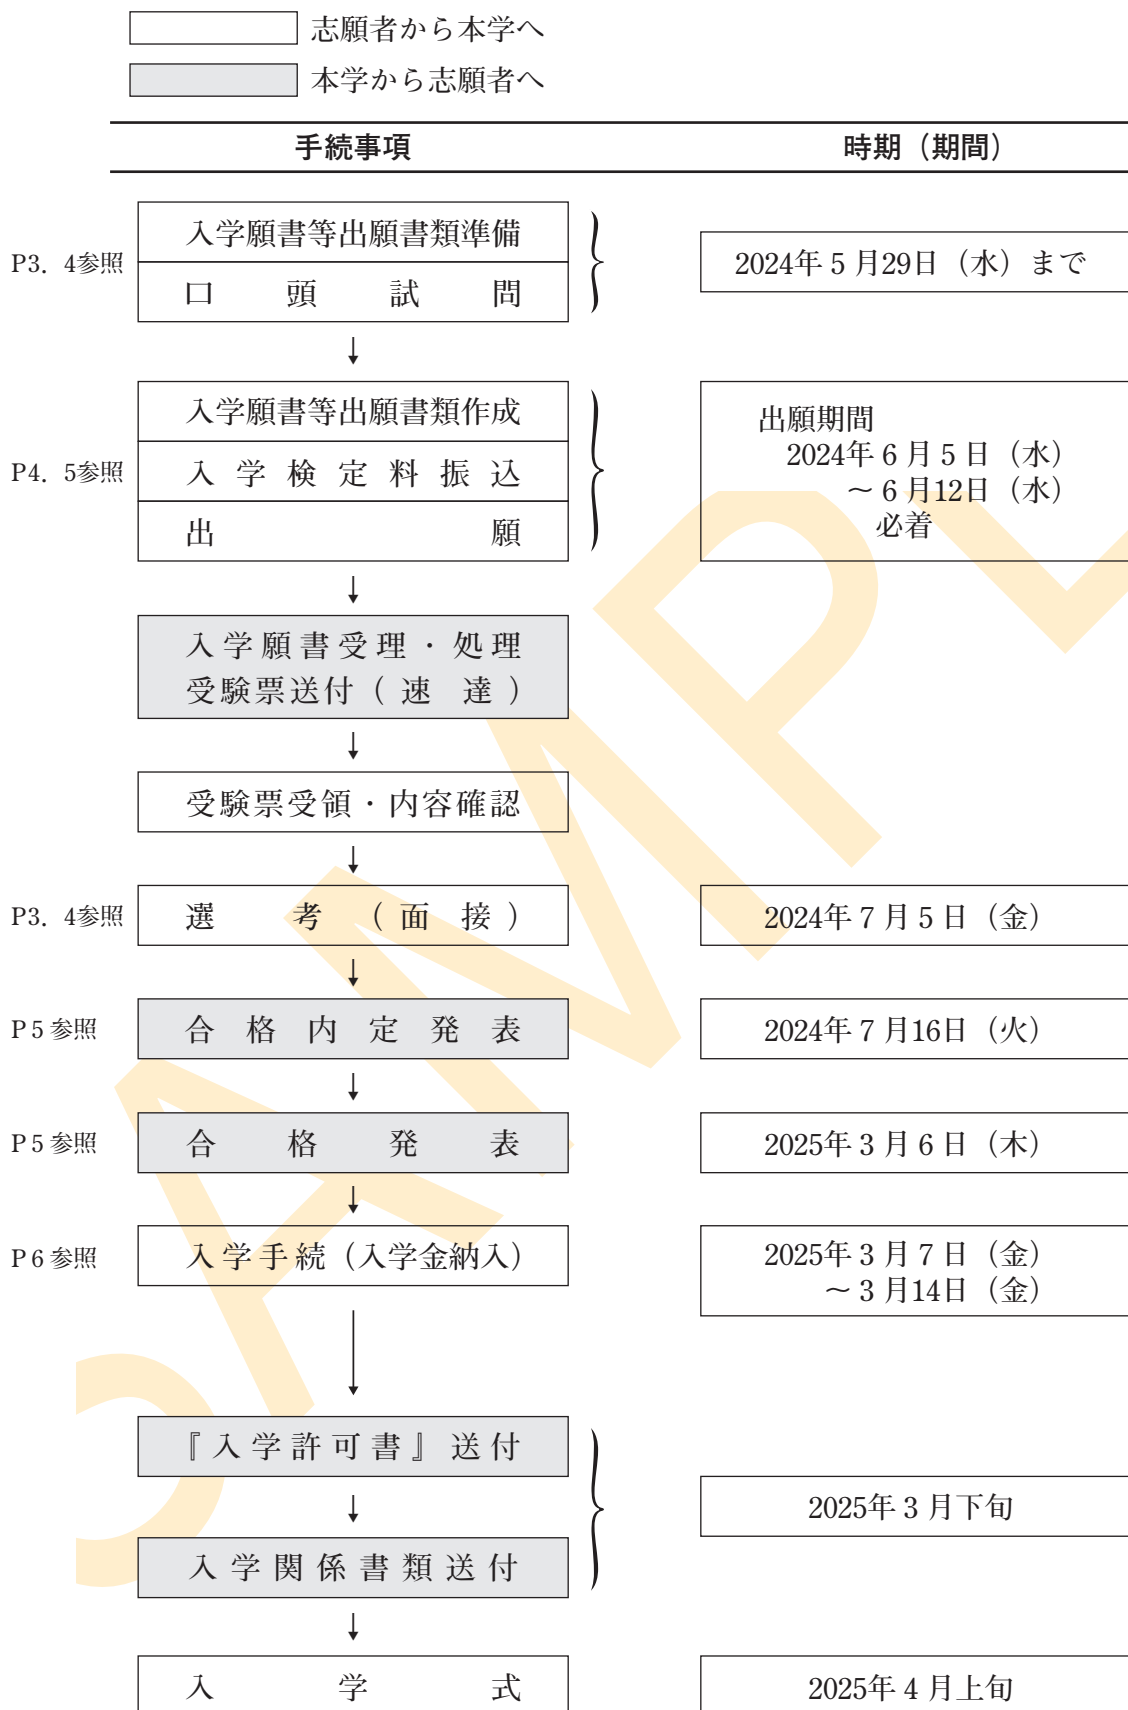 志願者から本学へ
本学から志願者へ
手続事項
時期（期間）
P3．4参照
入学願書等出願書類準備
口頭試問
2024年5月29日（水）まで
P4．5参照
入学願書等出願書類作成
入学検定料振込
出願
出願期間
2024年6月5日（水）
～6月12日（水）
必着
入学願書受理・処理
受験票送付（速達）
受験票受領・内容確認
P3．4参照
選考（面接）
2024年7月5日（金）
P5参照
合格内定発表
2024年7月16日（火）
P5参照
合格発表
2025年3月6日（木）
P6参照
入学手続（入学金納入）
2025年3月7日（金）
～3月14日（金）
『入学許可書』送付
入学関係書類送付
2025年3月下旬
入学式
2025年4月上旬
SAMPLE